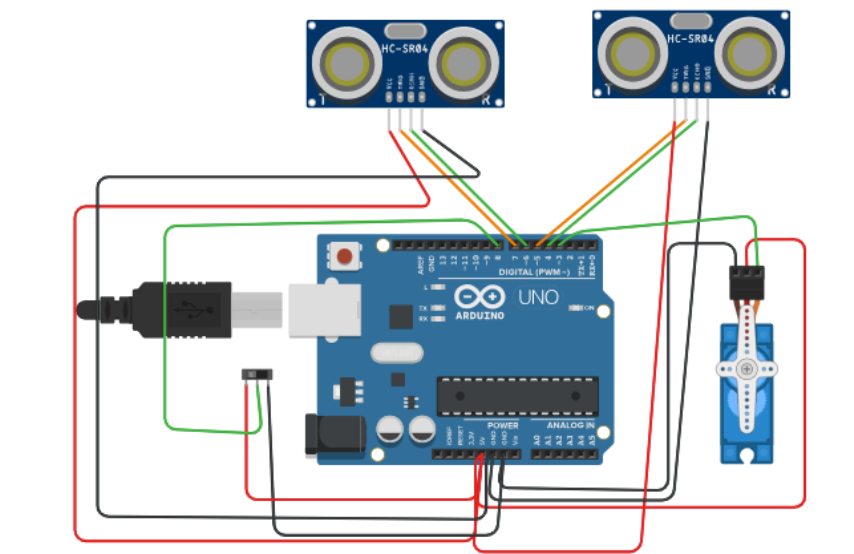 HC-SR04
VCC TRIG ECHO GND
T R
HC-SR04
VCC TRIG ECHO GND
T R
AREF GND 13 12 ~11 ~10 ~9 8 7 ~6 ~5 4 ~3 2 TX→1 RX←0
DIGITAL (PWM~)
L
TX
RX
UNO
ARDUINO
ON
POWER ANALOG IN
IOREF RESET 3.3V 5V GND GND Vin A0 A1 A2 A3 A4 A5